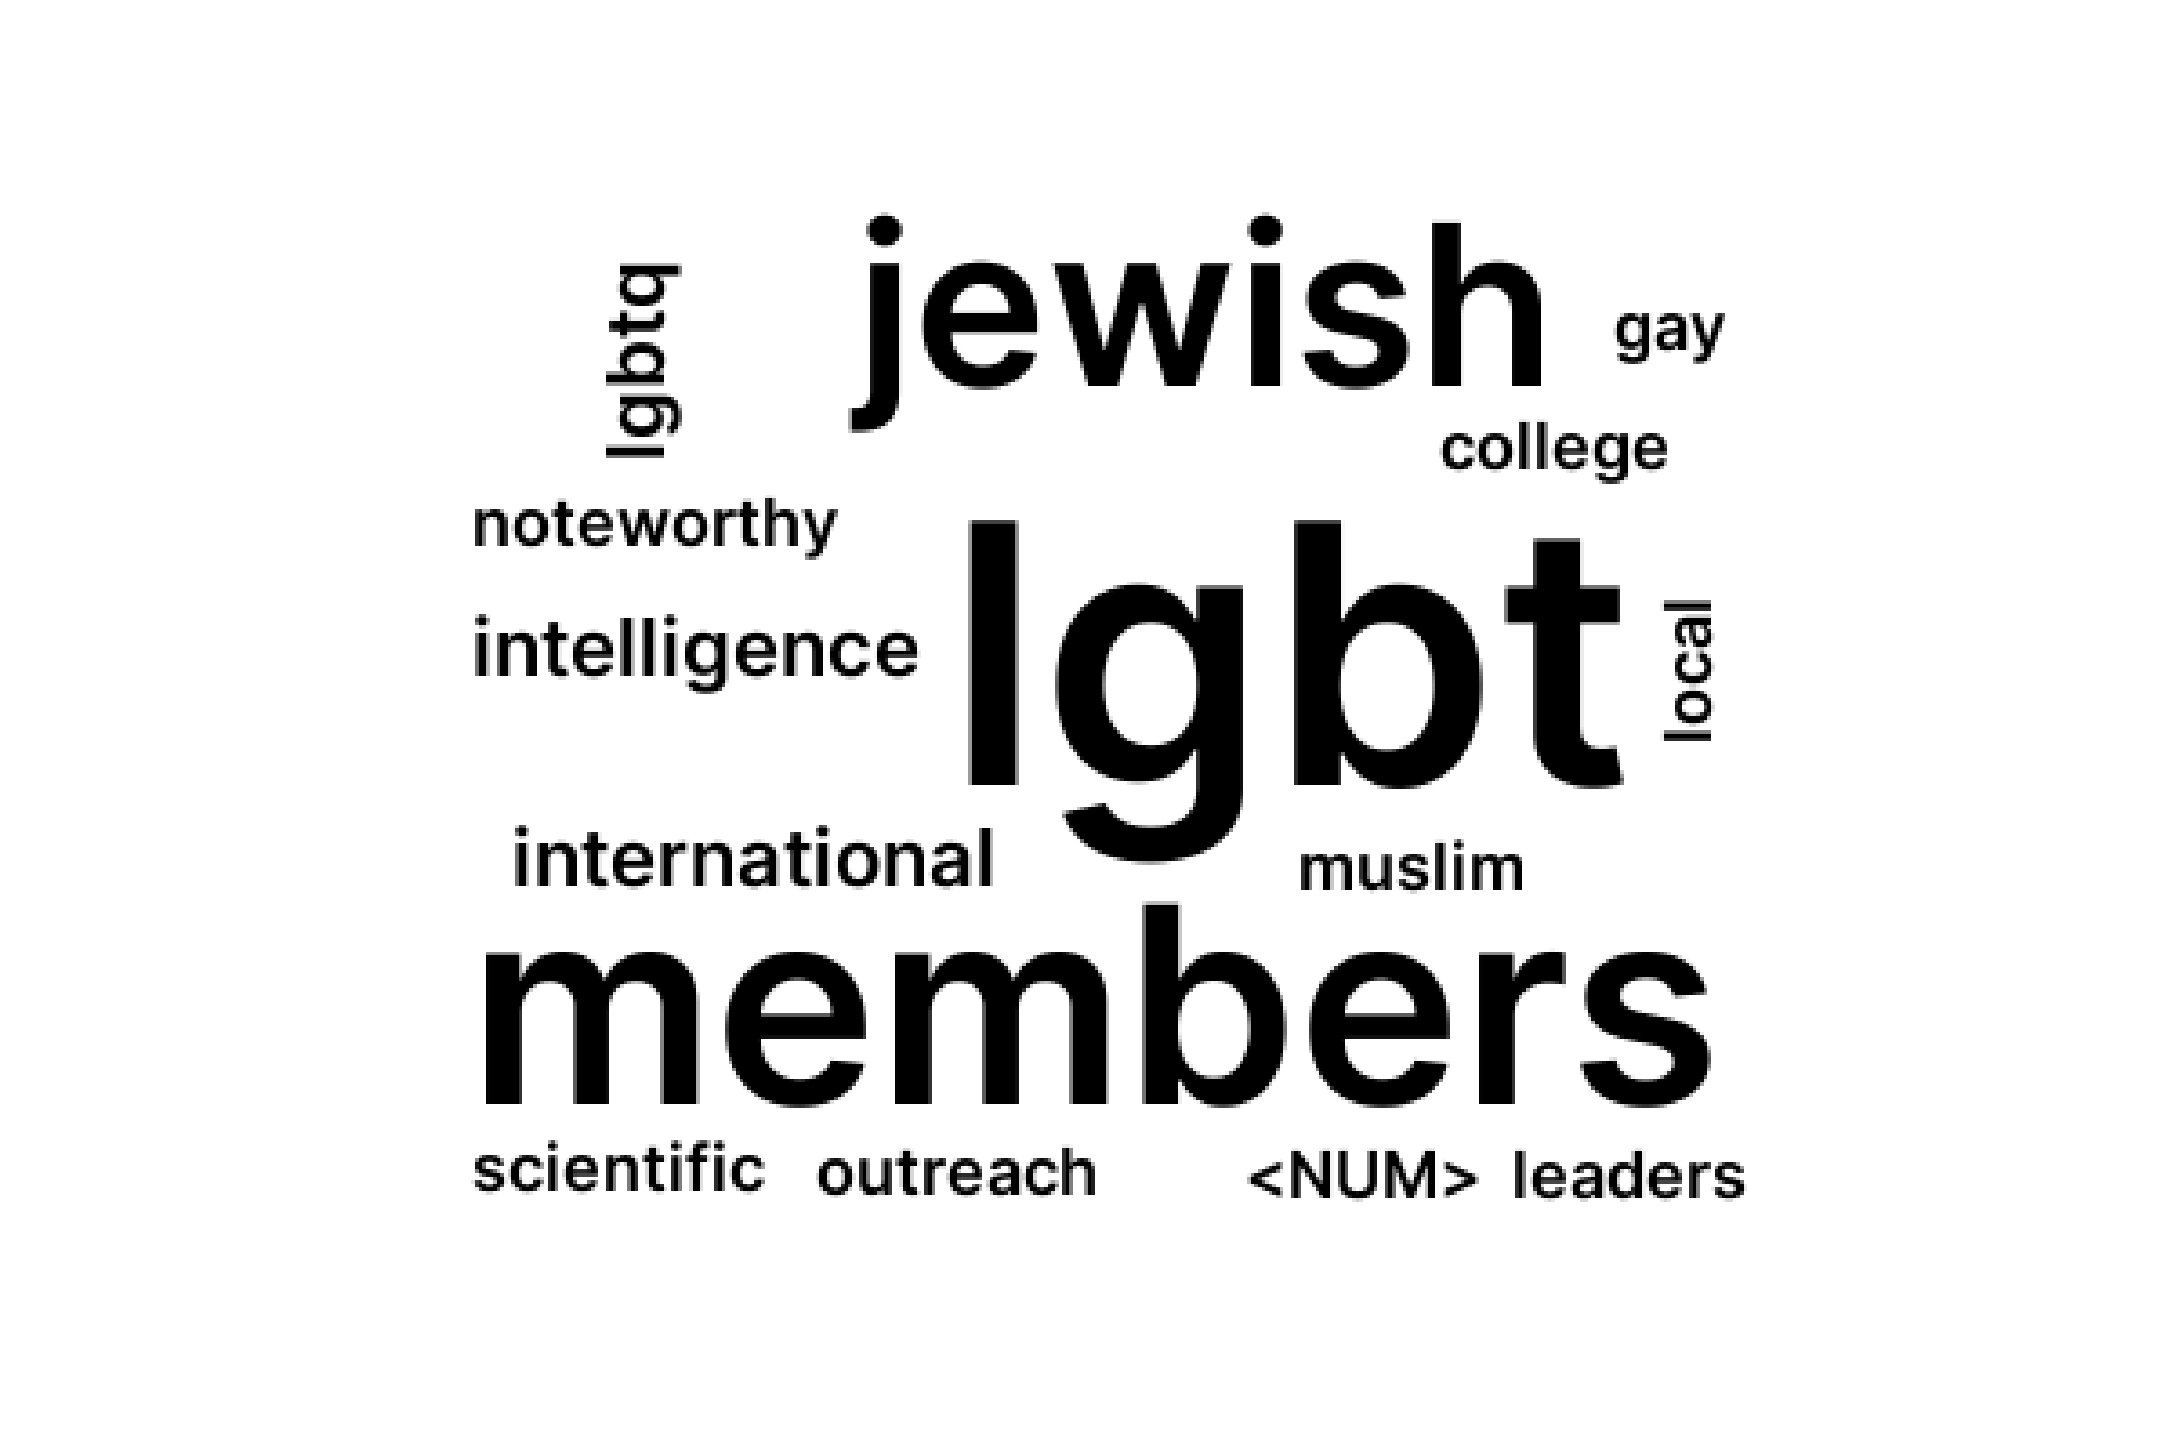 lgbtq
jewish
gay
college
noteworthy
lgbt
intelligence
local
international
muslim
members
scientific outreach <NUM> leaders